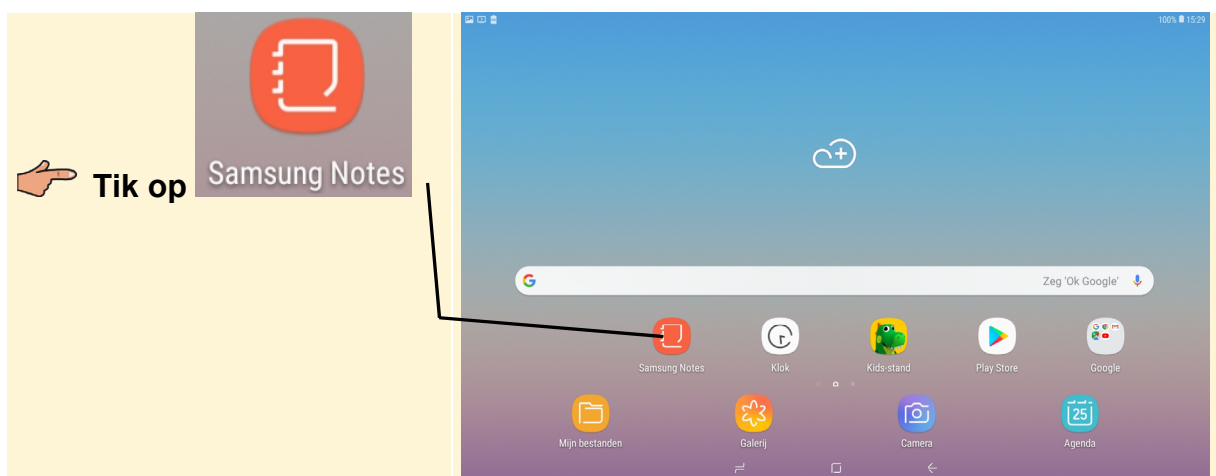 Tik op
Samsung Notes
100% 15:29
G Zeg 'Ok Google'
Samsung Notes Klok Kids-stand Play Store Google
25
Mijn bestanden Galerij Camera Agenda